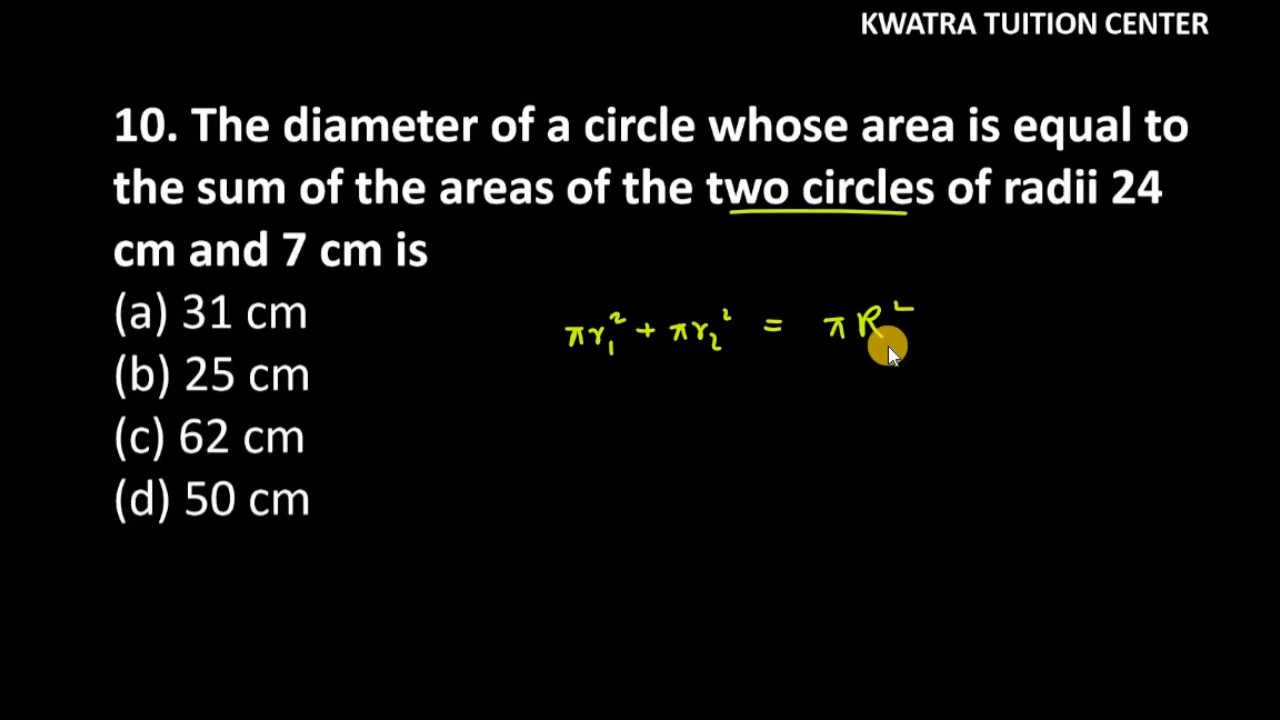 KWATRA TUITION CENTER
10. The diameter of a circle whose area is equal to
the sum of the areas of the two circles of radii 24
cm and 7 cm is
(a) 31 cm
πr₁² + πr₂² = πR²
(b) 25 cm
(c) 62 cm
(d) 50 cm